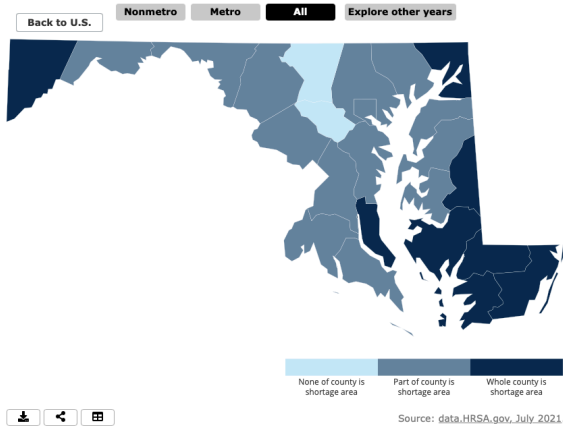 Back to U.S.
Nonmetro
Metro
All
Explore other years
None of county is
shortage area
Part of county is
shortage area
Whole county is
shortage area
Source: data.HRSA.gov, July 2021